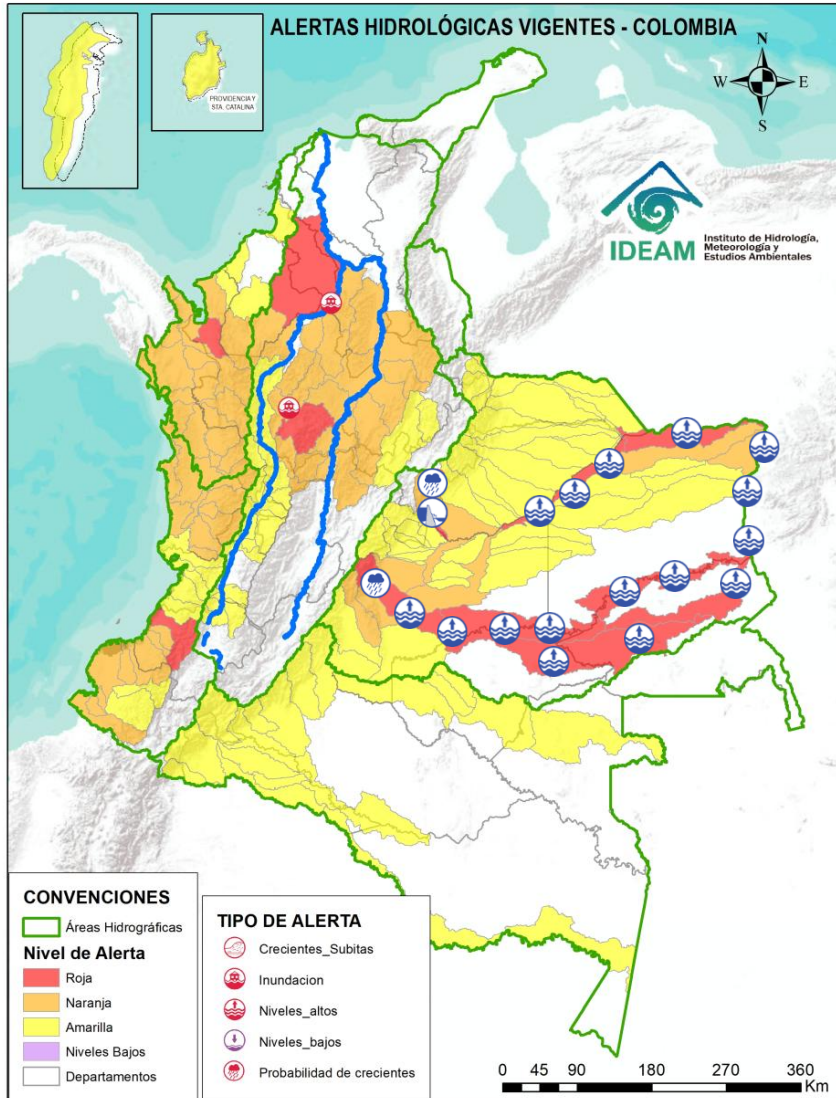 ALERTAS HIDROLÓGICAS VIGENTES - COLOMBIA
PROVIDENCIA Y
STA. CATALINA
N
W
E
S
IDEAM
Instituto de Hidrología,
Meteorología y
Estudios Ambientales
CONVENCIONES
Áreas Hidrográficas
Nivel de Alerta
Roja
Naranja
Amarilla
Niveles Bajos
Departamentos
TIPO DE ALERTA
Crecientes_Subitas
Inundacion
Niveles_altos
Niveles_bajos
Probabilidad de crecientes
0 45 90 180 270 360
Km